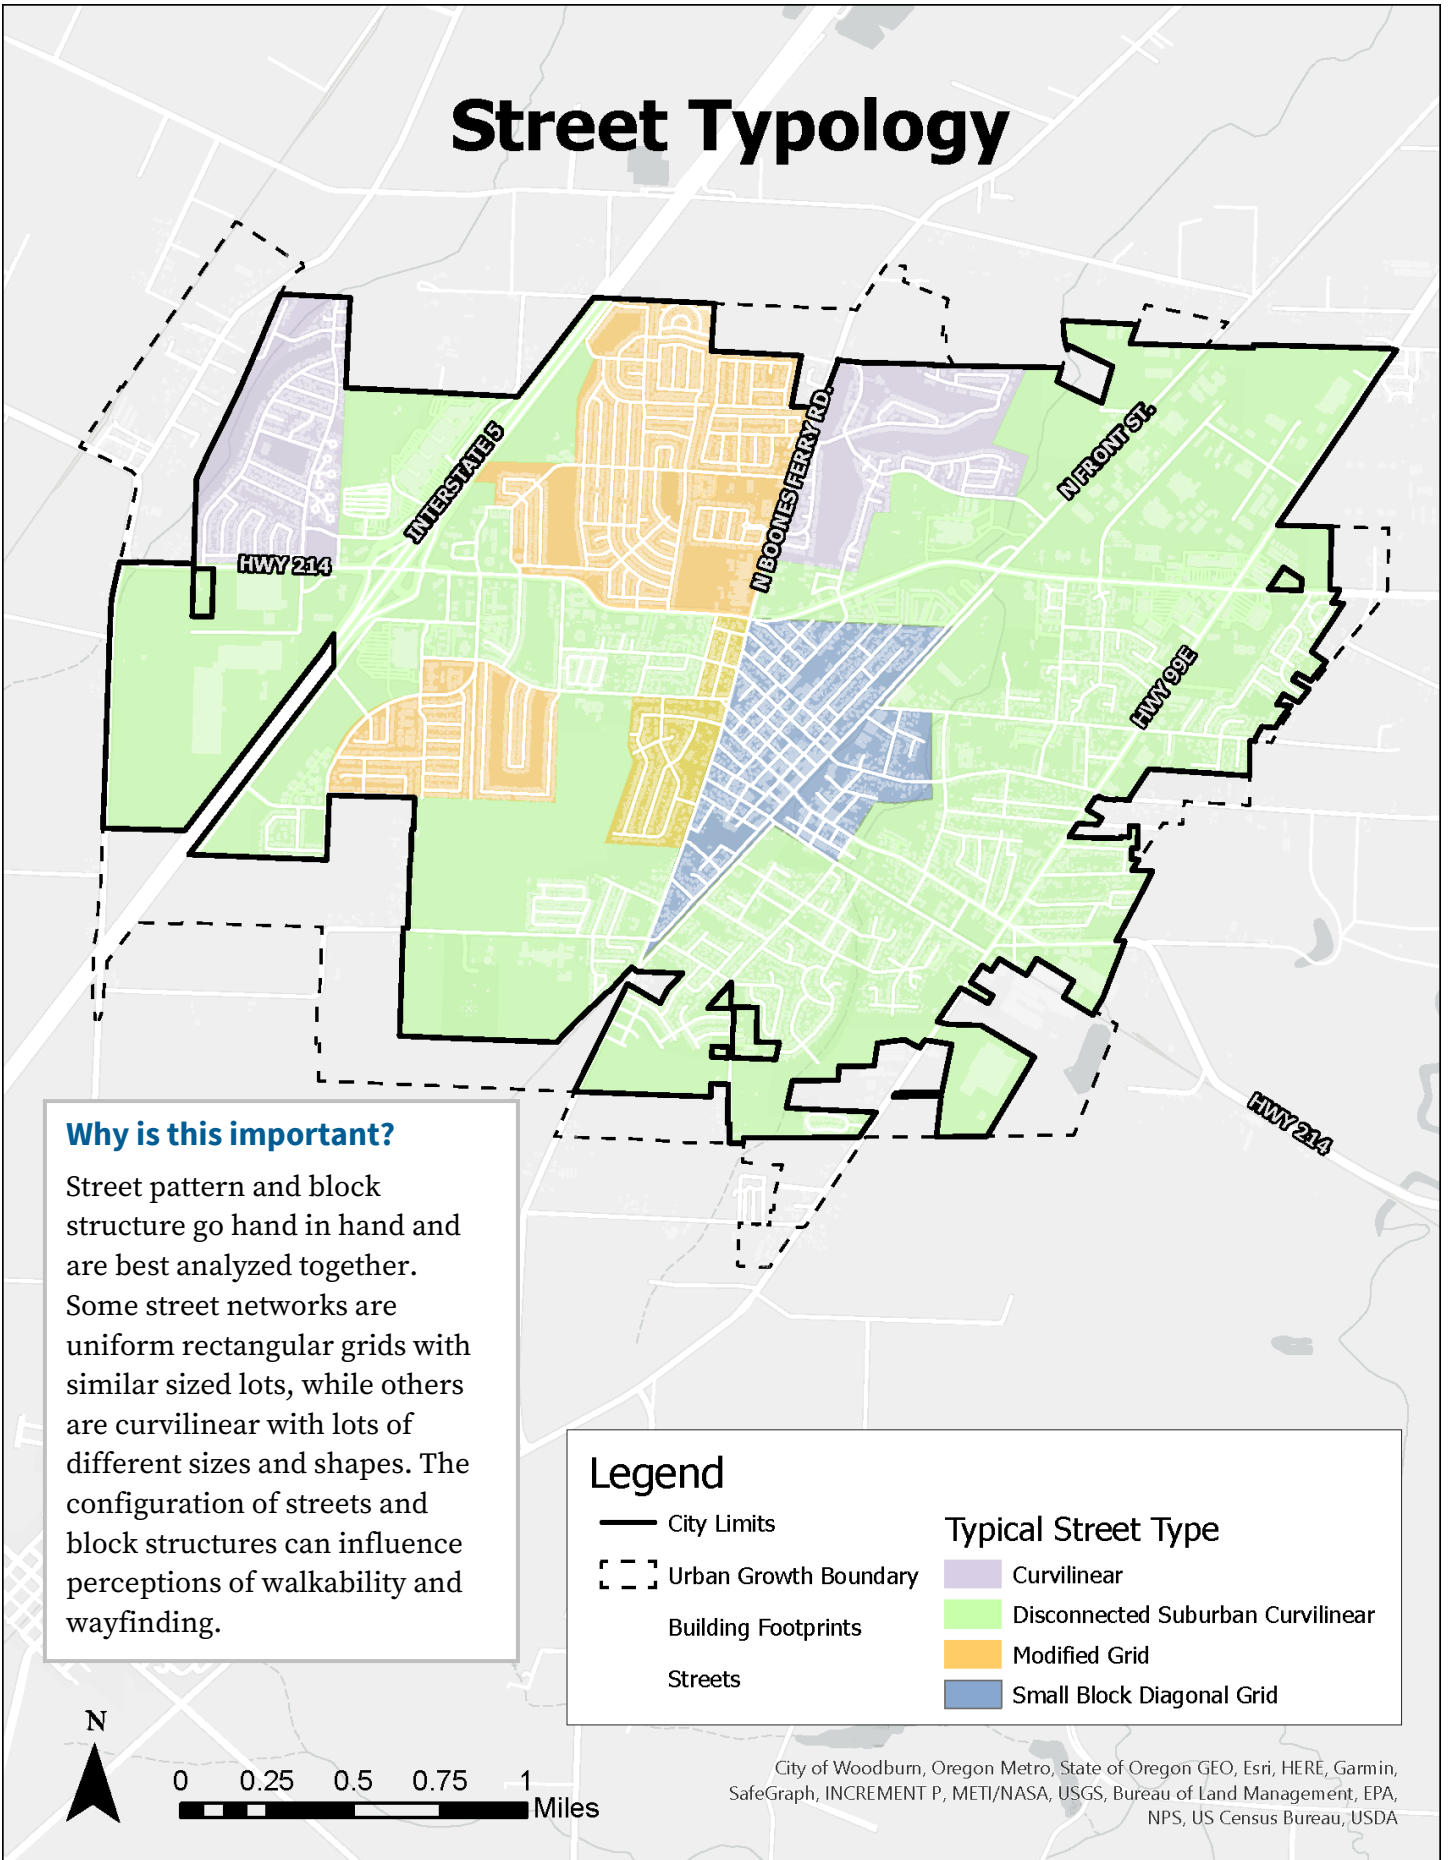 Street Typology
INTERSTATE 5
N BOONES FERRY RD.
N FRONT ST.
HWY 214
HWY 99E
HWY 214
Why is this important?
Street pattern and block
structure go hand in hand and
are best analyzed together.
Some street networks are
uniform rectangular grids with
similar sized lots, while others
are curvilinear with lots of
different sizes and shapes. The
configuration of streets and
block structures can influence
perceptions of walkability and
wayfinding.
Legend
City Limits
Urban Growth Boundary
Building Footprints
Streets
Typical Street Type
Curvilinear
Disconnected Suburban Curvilinear
Modified Grid
Small Block Diagonal Grid
N
0 0.25 0.5 0.75 1
Miles
City of Woodburn, Oregon Metro, State of Oregon GEO, Esri, HERE, Garmin,
SafeGraph, INCREMENT P, METI/NASA, USGS, Bureau of Land Management, EPA,
NPS, US Census Bureau, USDA